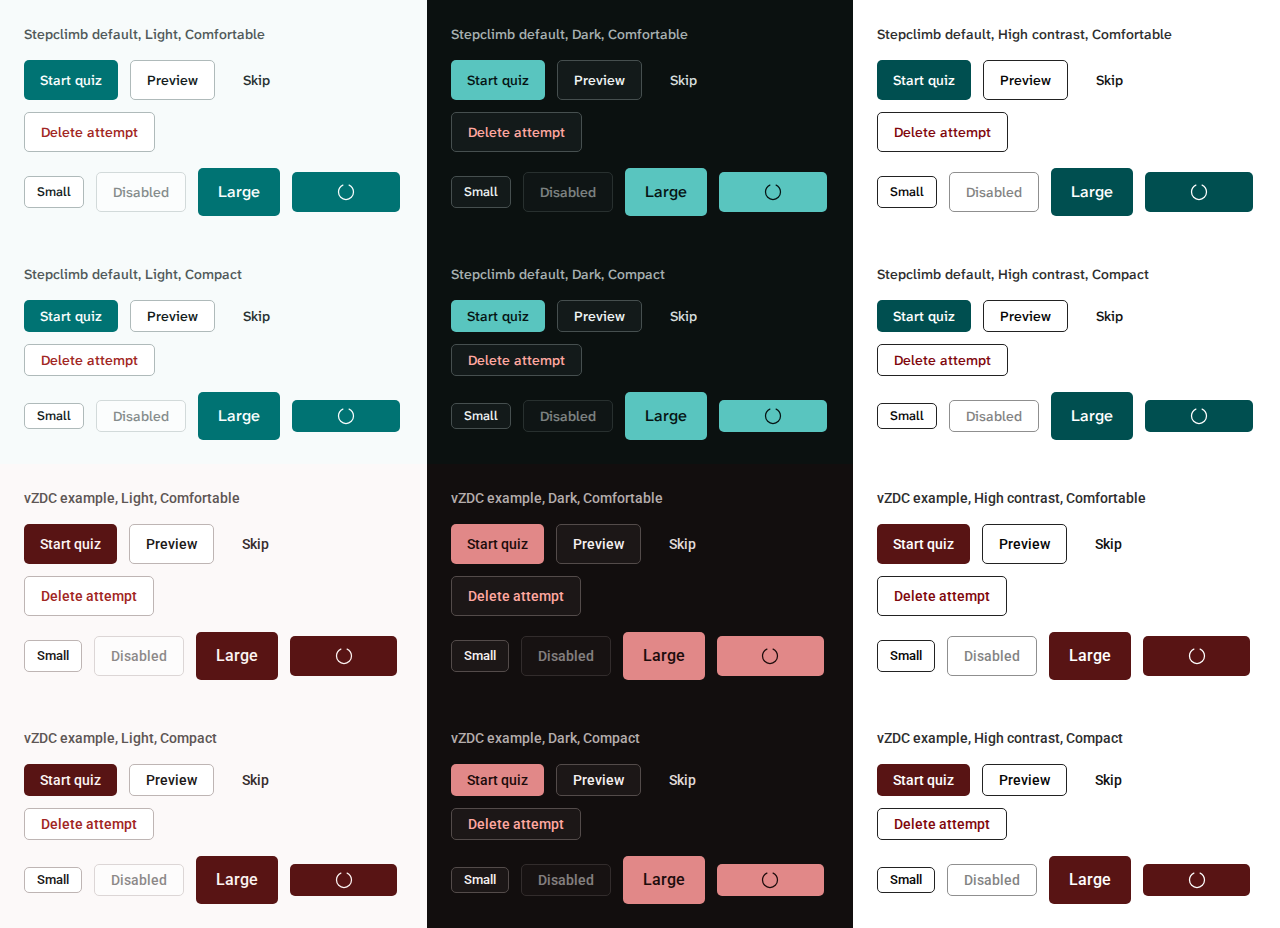 Stepclimb default, Light, Comfortable
Start quiz Preview Skip
Delete attempt
Small Disabled Large
Stepclimb default, Dark, Comfortable
Start quiz Preview Skip
Delete attempt
Small Disabled Large
Stepclimb default, High contrast, Comfortable
Start quiz Preview Skip
Delete attempt
Small Disabled Large
Stepclimb default, Light, Compact
Start quiz Preview Skip
Delete attempt
Small Disabled Large
Stepclimb default, Dark, Compact
Start quiz Preview Skip
Delete attempt
Small Disabled Large
Stepclimb default, High contrast, Compact
Start quiz Preview Skip
Delete attempt
Small Disabled Large
vZDC example, Light, Comfortable
Start quiz Preview Skip
Delete attempt
Small Disabled Large
vZDC example, Dark, Comfortable
Start quiz Preview Skip
Delete attempt
Small Disabled Large
vZDC example, High contrast, Comfortable
Start quiz Preview Skip
Delete attempt
Small Disabled Large
vZDC example, Light, Compact
Start quiz Preview Skip
Delete attempt
Small Disabled Large
vZDC example, Dark, Compact
Start quiz Preview Skip
Delete attempt
Small Disabled Large
vZDC example, High contrast, Compact
Start quiz Preview Skip
Delete attempt
Small Disabled Large